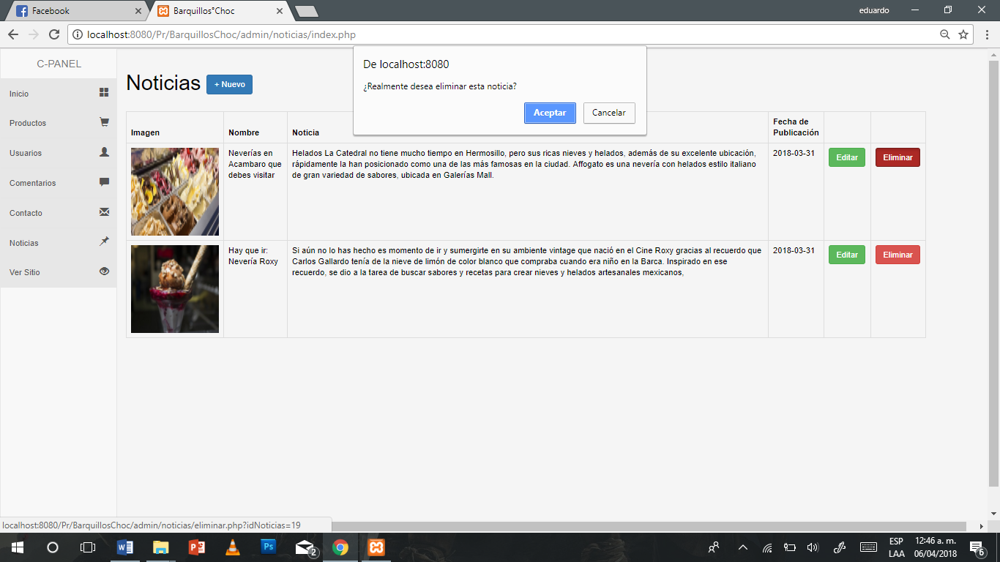 Facebook
Barquillos°Choc
eduardo
localhost:8080/Pr/BarquillosChoc/admin/noticias/index.php
De localhost:8080
¿Realmente desea eliminar esta noticia?
Aceptar
Cancelar
C-PANEL
Inicio
Productos
Usuarios
Comentarios
Contacto
Noticias
Ver Sitio
Noticias
+ Nuevo
Imagen
Nombre
Noticia
Fecha de
Publicación
Neverías en
Acambaro que
debes visitar
Helados La Catedral no tiene mucho tiempo en Hermosillo, pero sus ricas nieves y helados, además de su excelente ubicación,
rápidamente la han posicionado como una de las más famosas en la ciudad. Affogato es una nevería con helados estilo italiano
de gran variedad de sabores, ubicada en Galerías Mall.
2018-03-31
Editar
Eliminar
Hay que ir:
Nevería Roxy
Si aún no lo has hecho es momento de ir y sumergirte en su ambiente vintage que nació en el Cine Roxy gracias al recuerdo que
Carlos Gallardo tenía de la nieve de limón de color blanco que compraba cuando era niño en la Barca. Inspirado en ese
recuerdo, se dio a la tarea de buscar sabores y recetas para crear nieves y helados artesanales mexicanos,
2018-03-31
Editar
Eliminar
localhost:8080/Pr/BarquillosChoc/admin/noticias/eliminar.php?idNoticias=19
2
ESP
LAA
12:46 a. m.
06/04/2018
6